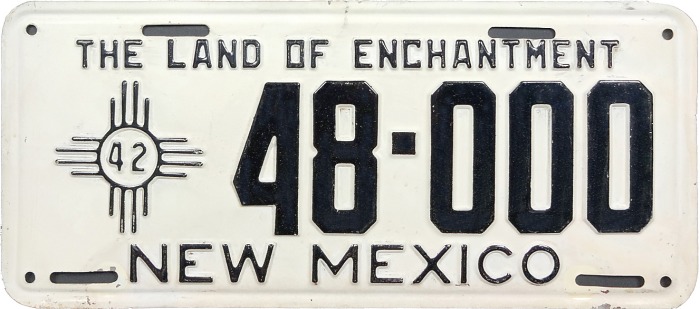 THE LAND OF ENCHANTMENT
42
48-000
NEW MEXICO